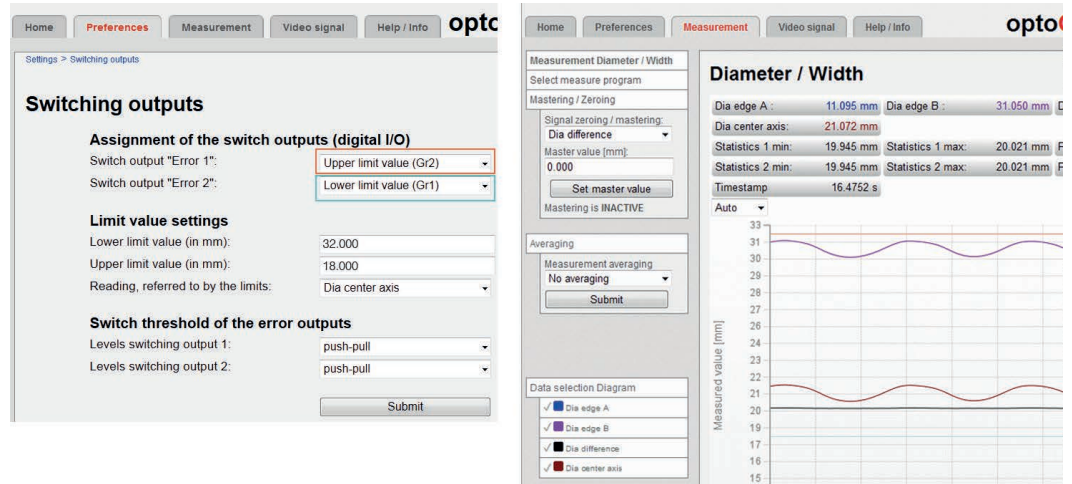 Home Preferences Measurement Video signal Help / Info optc
Settings > Switching outputs
Switching outputs
Assignment of the switch outputs (digital I/O)
Switch output "Error 1": Upper limit value (Gr2)
Switch output "Error 2": Lower limit value (Gr1)
Limit value settings
Lower limit value (in mm): 32.000
Upper limit value (in mm): 18.000
Reading, referred to by the limits: Dia center axis
Switch threshold of the error outputs
Levels switching output 1: push-pull
Levels switching output 2: push-pull
Submit
Home Preferences Measurement Video signal Help / Info opto
Measurement Diameter / Width
Select measure program
Mastering / Zeroing
Signal zeroing / mastering:
Dia difference
Master value [mm]:
0.000
Set master value
Mastering is INACTIVE
Averaging
Measurement averaging
No averaging
Submit
Data selection Diagram
Dia edge A
Dia edge B
Dia difference
Dia center axis
Diameter / Width
Dia edge A : 11.095 mm Dia edge B : 31.050 mm
Dia center axis: 21.072 mm
Statistics 1 min: 19.945 mm Statistics 1 max: 20.021 mm
Statistics 2 min: 19.945 mm Statistics 2 max: 20.021 mm
Timestamp 16.4752 s
Auto
Measured value [mm]
33
31
30
29
28
27
26
24
23
22
21
20
19
17
16
15